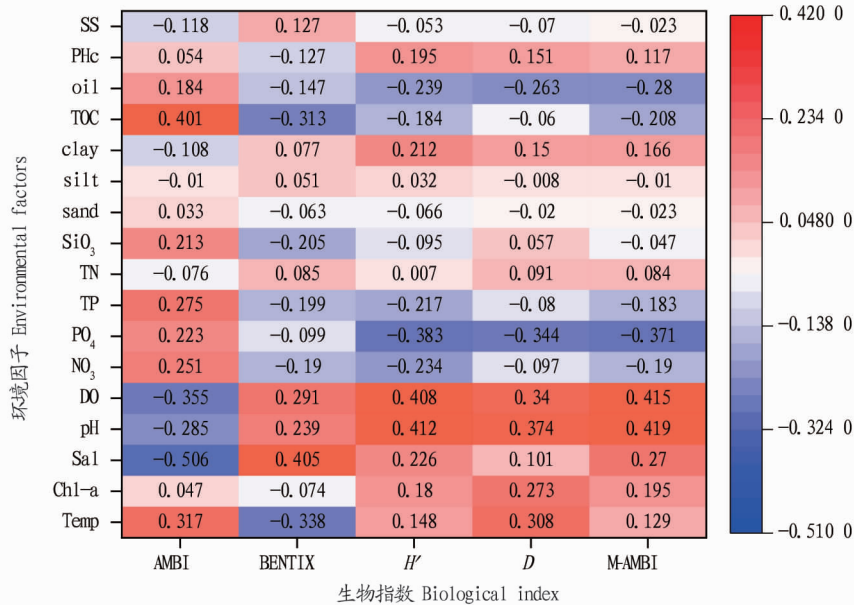 SS −0.118 0.127 −0.053 −0.07 −0.023
PHc 0.054 −0.127 0.195 0.151 0.117
oil 0.184 −0.147 −0.239 −0.263 −0.28
TOC 0.401 −0.313 −0.184 −0.06 −0.208
clay −0.108 0.077 0.212 0.15 0.166
silt −0.01 0.051 0.032 −0.008 −0.01
sand 0.033 −0.063 −0.066 −0.02 −0.023
SiO₃ 0.213 −0.205 −0.095 0.057 −0.047
TN −0.076 0.085 0.007 0.091 0.084
TP 0.275 −0.199 −0.217 −0.08 −0.183
PO₄ 0.223 −0.099 −0.383 −0.344 −0.371
NO₃ 0.251 −0.19 −0.234 −0.097 −0.19
DO −0.355 0.291 0.408 0.34 0.415
pH −0.285 0.239 0.412 0.374 0.419
Sal −0.506 0.405 0.226 0.101 0.27
Chl−a 0.047 −0.074 0.18 0.273 0.195
Temp 0.317 −0.338 0.148 0.308 0.129
AMBI BENTIX H′ D M-AMBI
生物指数 Biological index
环境因子 Environmental factors
0.420 0
0.234 0
0.0480 0
−0.138 0
−0.324 0
−0.510 0